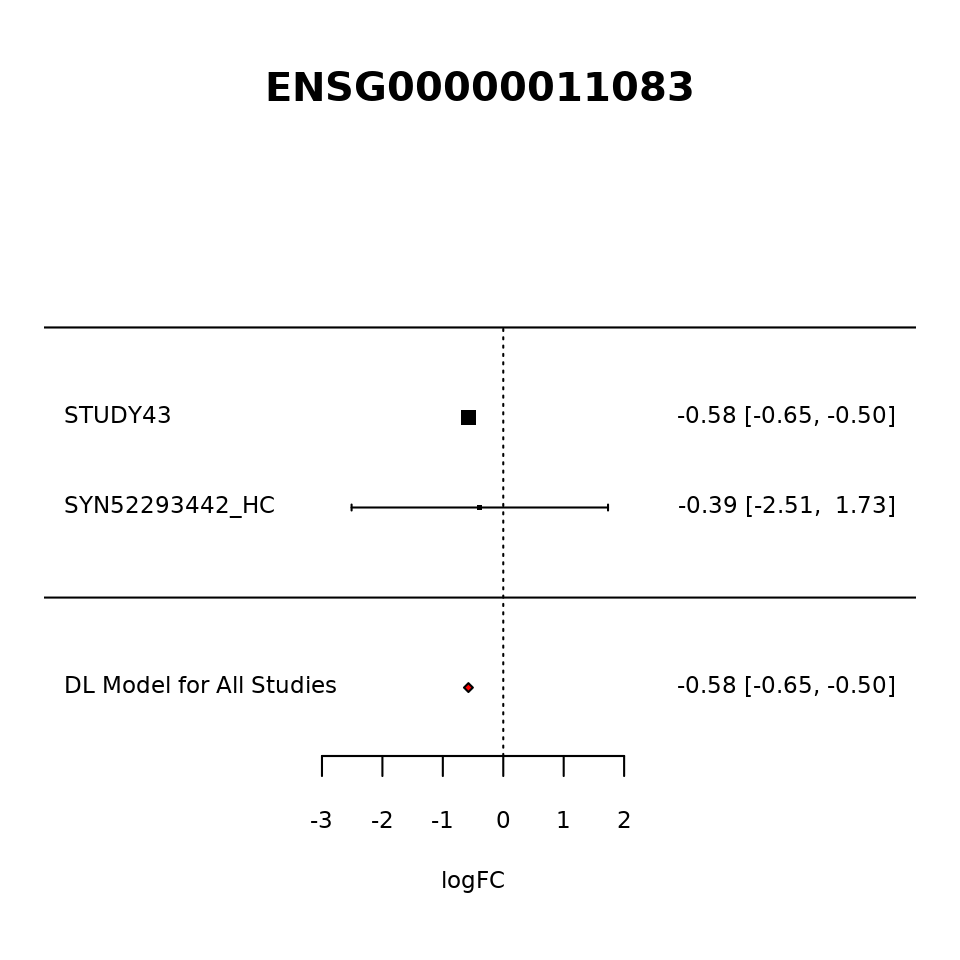 ENSG00000011083
STUDY43 -0.58 [-0.65, -0.50]
SYN52293442_HC -0.39 [-2.51,  1.73]
DL Model for All Studies -0.58 [-0.65, -0.50]
-3 -2 -1 0 1 2
logFC